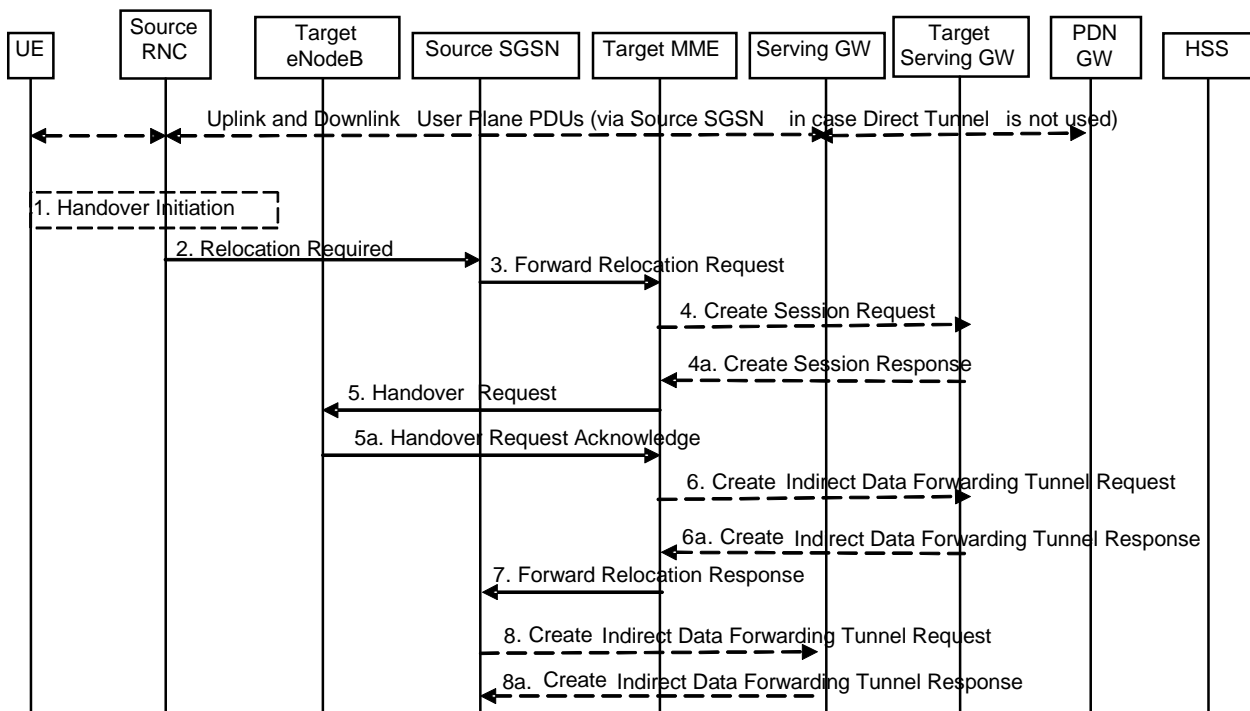 UE
Source
RNC
Target
eNodeB
Source SGSN
Target MME
Serving GW
Target
Serving GW
PDN
GW
HSS
Uplink and Downlink User Plane PDUs (via Source SGSN in case Direct Tunnel is not used)
1. Handover Initiation
2. Relocation Required
3. Forward Relocation Request
4. Create Session Request
4a. Create Session Response
5. Handover Request
5a. Handover Request Acknowledge
6. Create Indirect Data Forwarding Tunnel Request
6a. Create Indirect Data Forwarding Tunnel Response
7. Forward Relocation Response
8. Create Indirect Data Forwarding Tunnel Request
8a. Create Indirect Data Forwarding Tunnel Response